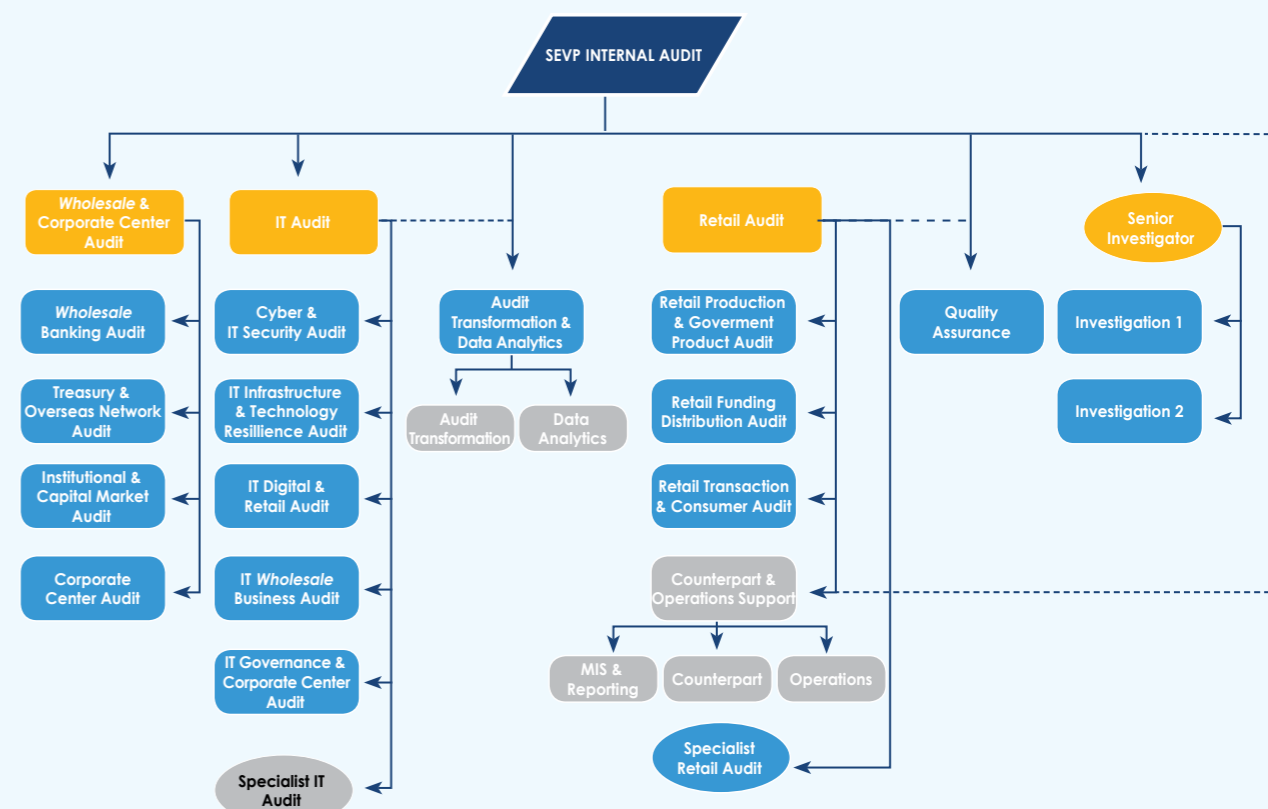 SEVP INTERNAL AUDIT
Wholesale &
Corporate Center
Audit
IT Audit
Retail Audit
Senior
Investigator
Wholesale
Banking Audit
Treasury &
Overseas Network
Audit
Institutional &
Capital Market
Audit
Corporate
Center Audit
Cyber &
IT Security Audit
IT Infrastructure
& Technology
Resillience Audit
IT Digital &
Retail Audit
IT Wholesale
Business Audit
IT Governance &
Corporate Center
Audit
Specialist IT
Audit
Audit
Transformation &
Data Analytics
Audit
Transformation
Data
Analytics
Retail Production
& Goverment
Product Audit
Retail Funding
Distribution Audit
Retail Transaction
& Consumer Audit
Counterpart &
Operations Support
MIS &
Reporting
Counterpart
Operations
Specialist
Retail Audit
Quality
Assurance
Investigation 1
Investigation 2